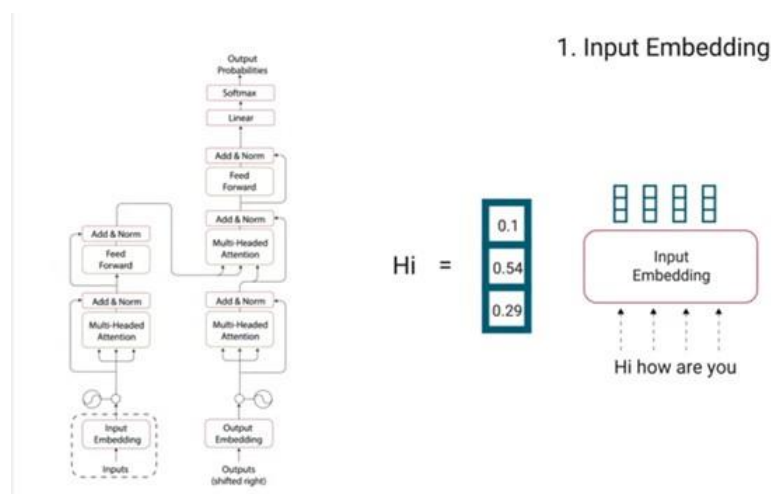 1. Input Embedding
Output
Probabilities
Softmax
Linear
Add & Norm
Feed
Forward
Add & Norm
Multi-Headed
Attention
Add & Norm
Multi-Headed
Attention
Output
Embedding
Outputs
(shifted right)
Add & Norm
Feed
Forward
Add & Norm
Multi-Headed
Attention
Input
Embedding
Inputs
Hi =
0.1
0.54
0.29
Input
Embedding
Hi how are you